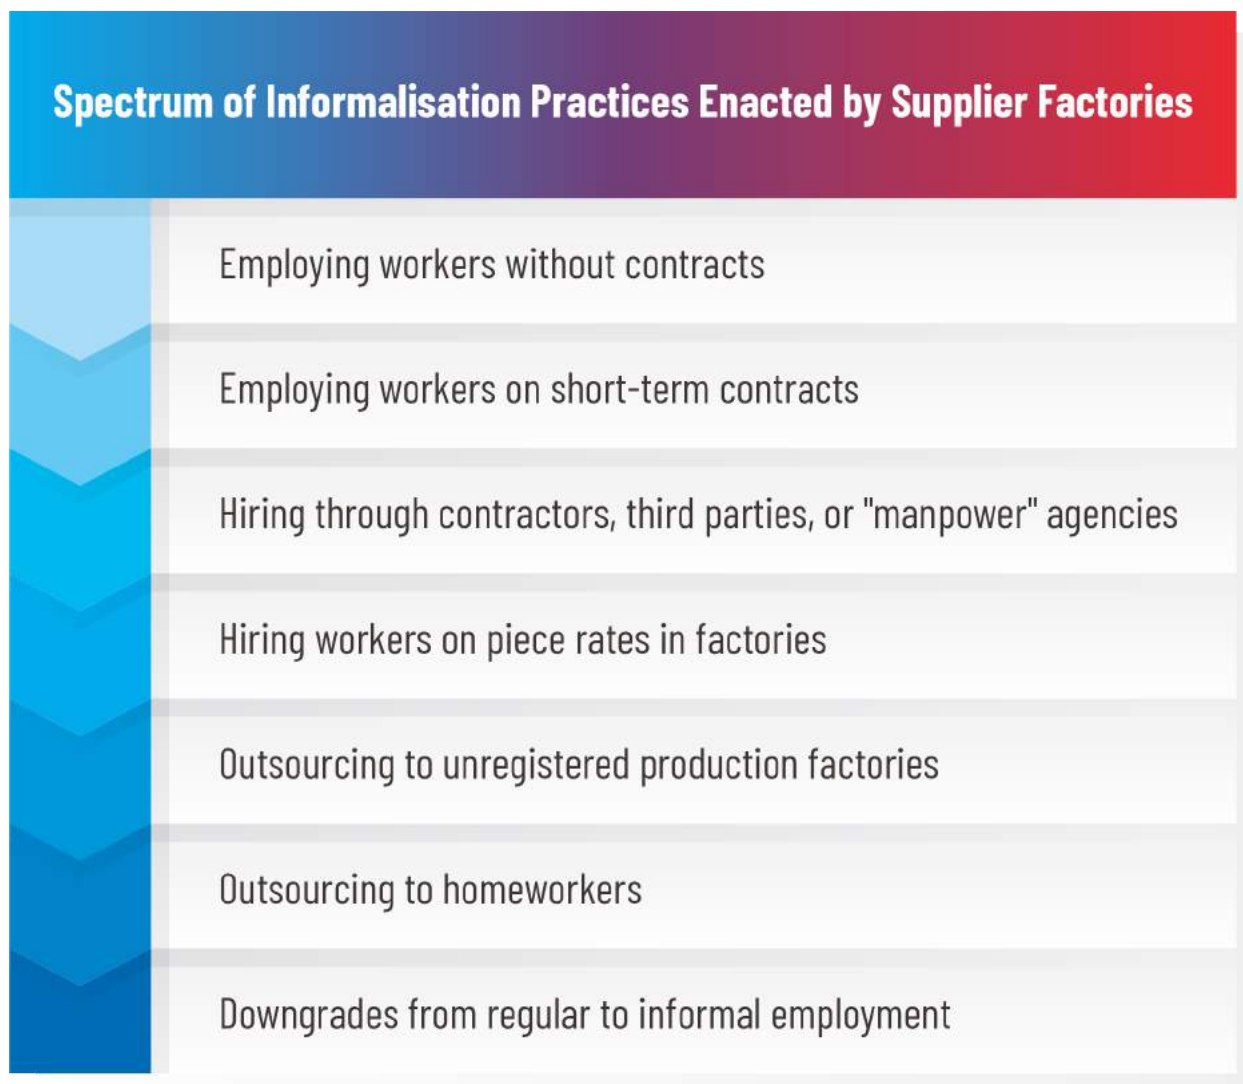 Spectrum of Informalisation Practices Enacted by Supplier Factories
Employing workers without contracts
Employing workers on short-term contracts
Hiring through contractors, third parties, or "manpower" agencies
Hiring workers on piece rates in factories
Outsourcing to unregistered production factories
Outsourcing to homeworkers
Downgrades from regular to informal employment